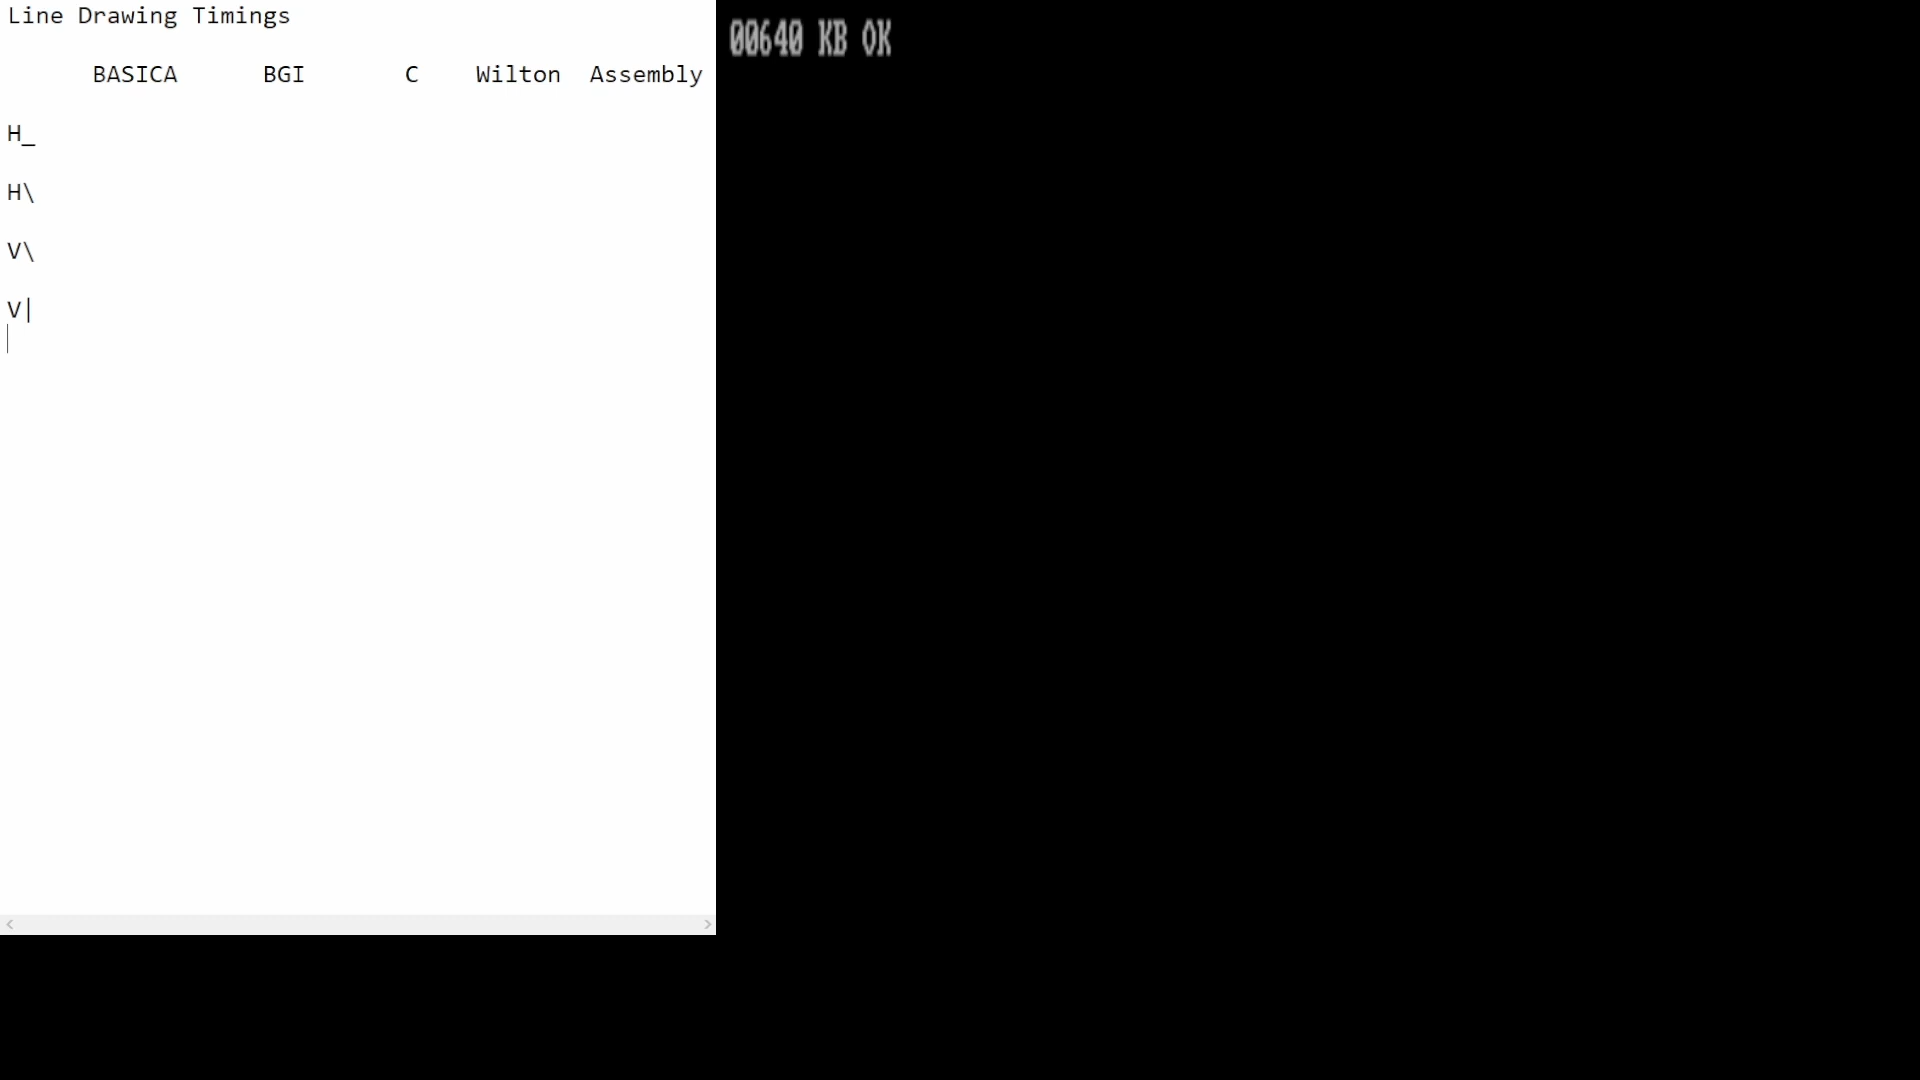 Line Drawing Timings
BASICA BGI C Wilton Assembly
H_
H\
V\
V|
00640 KB OK